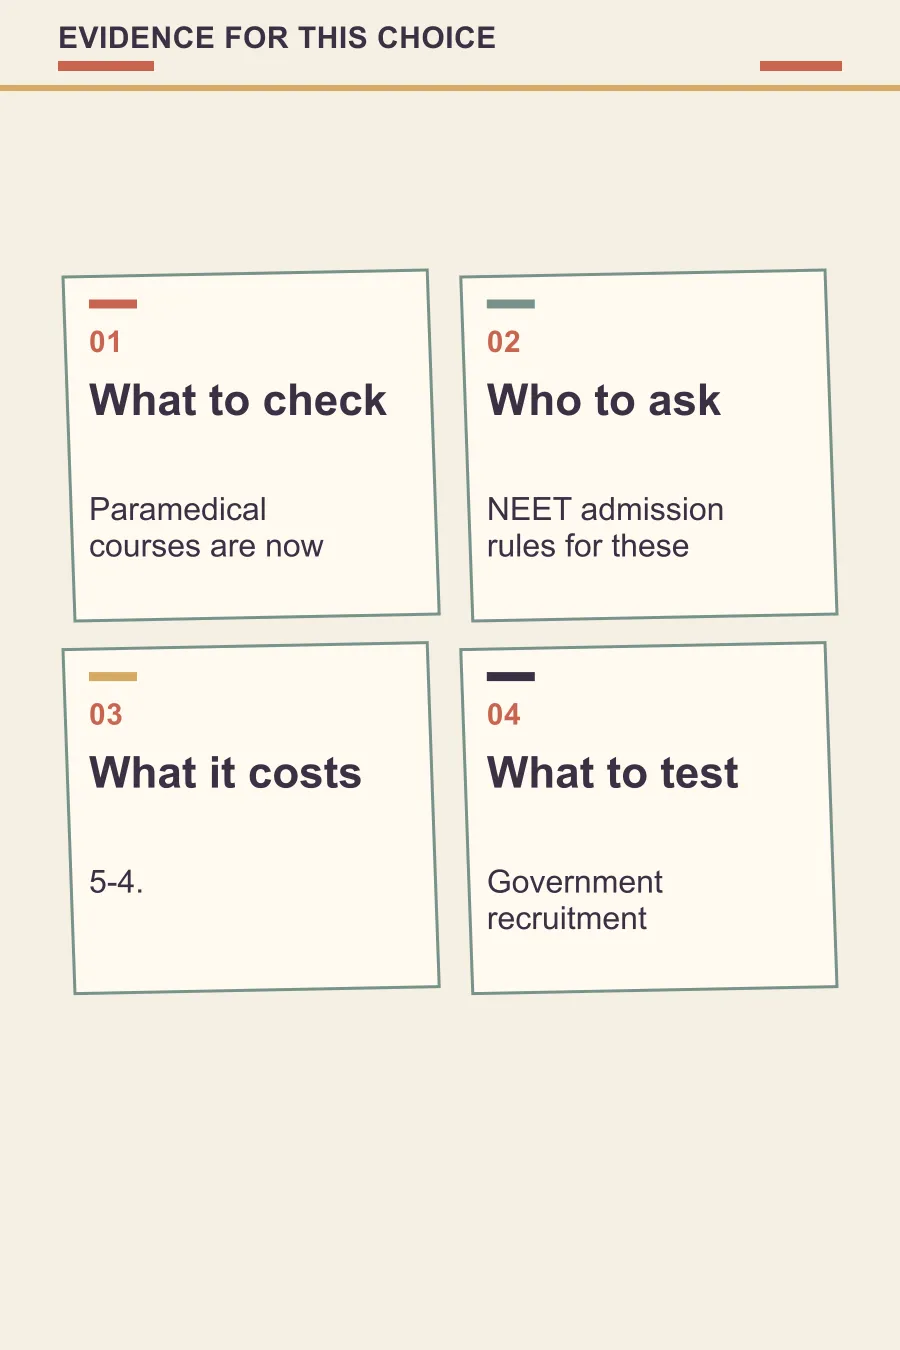 EVIDENCE FOR THIS CHOICE
01
What to check
Paramedical
courses are now
02
Who to ask
NEET admission
rules for these
03
What it costs
5-4.
04
What to test
Government
recruitment